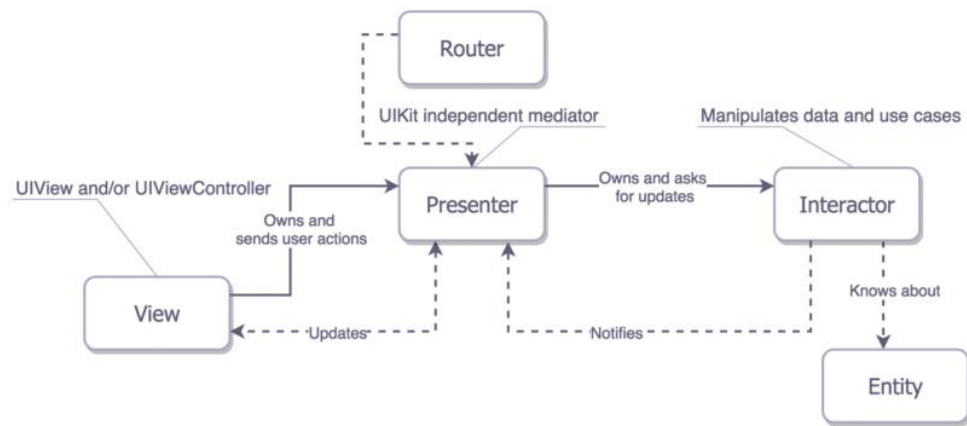 Router
UIKit independent mediator
Manipulates data and use cases
UIView and/or UIViewController
Presenter
Owns and asks
for updates
Interactor
Owns and
sends user actions
View
Updates
Notifies
Knows about
Entity